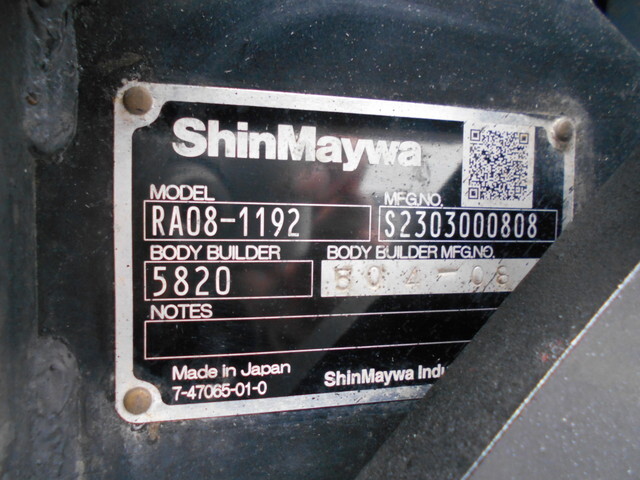 ShinMaywa
MODEL
MFG.NO.
RA08-1192
S2303000808
BODY BUILDER
BODY BUILDER MFG.NO.
5820
NOTES
Made in Japan
7-47065-01-0
ShinMaywa